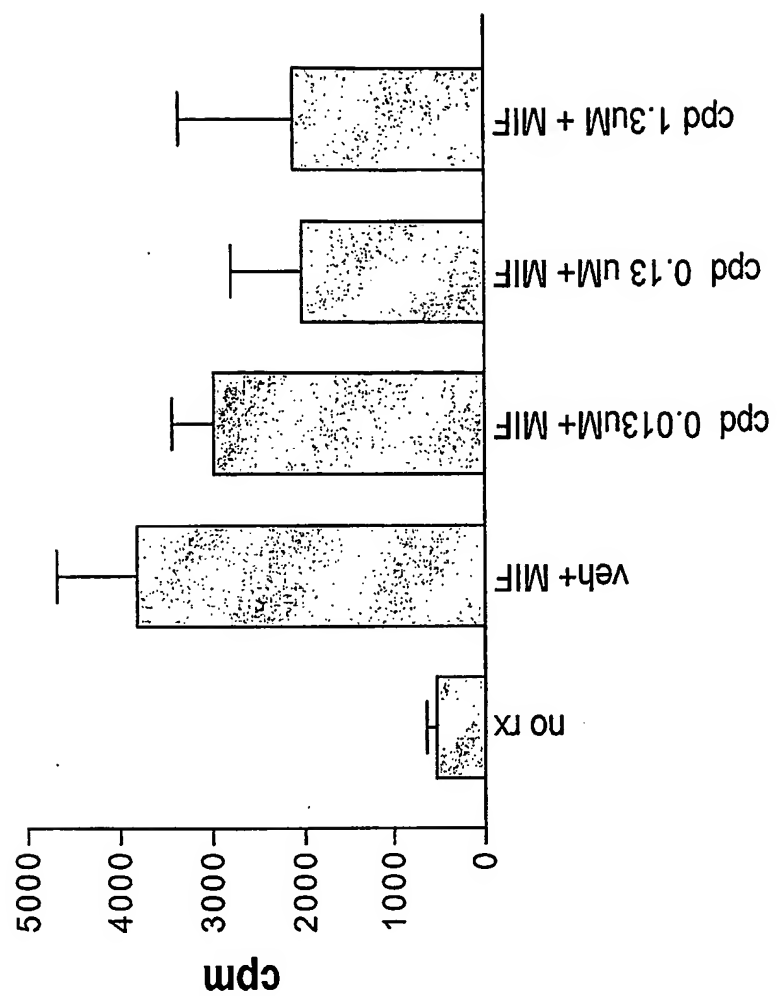 cpm
5000
4000
3000
2000
1000
0
no rx
veh+ MIF
cpd 0.013uM+ MIF
cpd 0.13 uM+ MIF
cpd 1.3uM + MIF